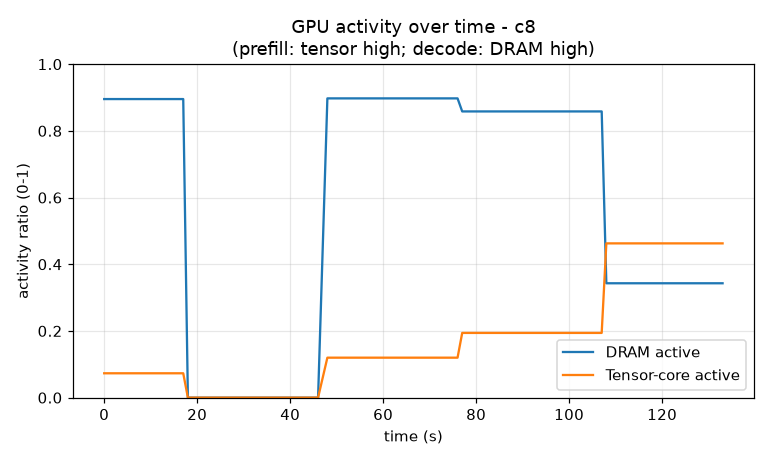 GPU activity over time - c8
(prefill: tensor high; decode: DRAM high)
activity ratio (0-1)
1.0
0.8
0.6
0.4
0.2
0.0
DRAM active
Tensor-core active
0 20 40 60 80 100 120
time (s)